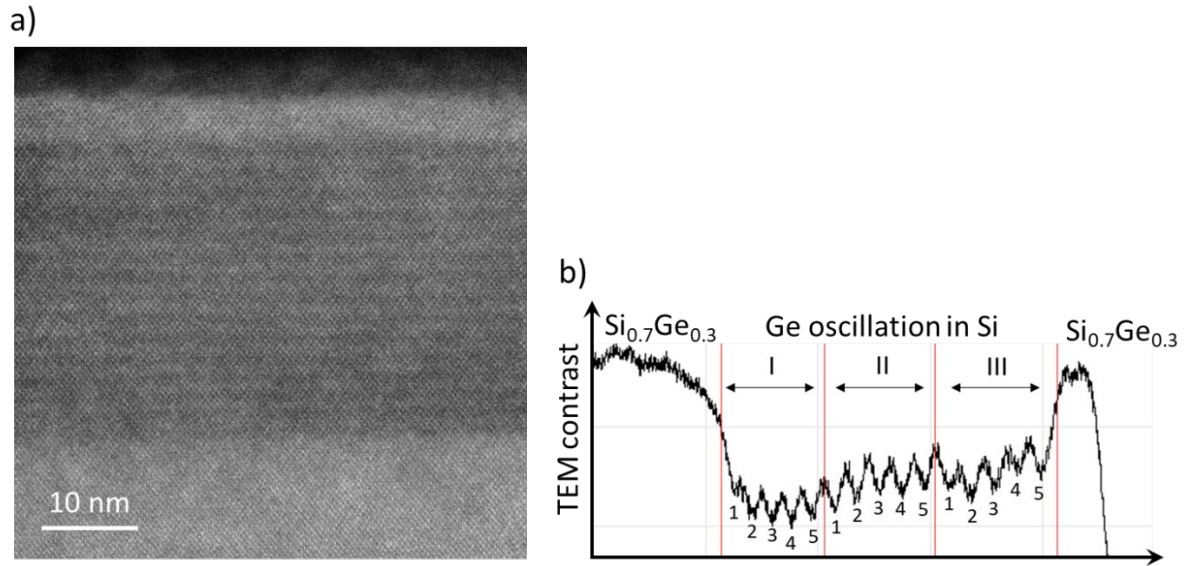 a)
10 nm
b)
Si0.7Ge0.3 Ge oscillation in Si Si0.7Ge0.3
I II III
TEM contrast
1 2 3 4 5 1 2 3 4 5 1 2 3 4 5